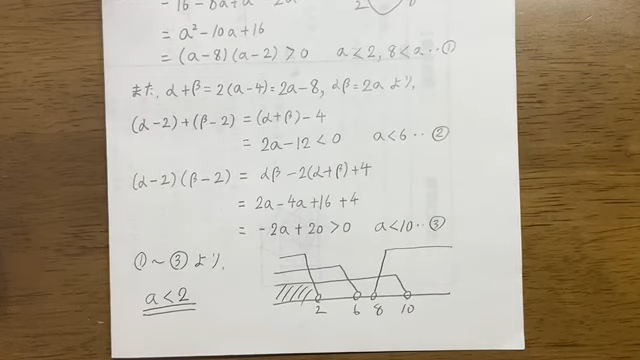 = a² - 10a + 16
= (a-8)(a-2) > 0  a<2, 8<a ‥①
また、α+β = 2(a-4) = 2a-8, αβ = 2a より、
(α-2)+(β-2) = (α+β) - 4
= 2a-12 < 0  a<6 ‥②
(α-2)(β-2) = αβ - 2(α+β) + 4
= 2a - 4a + 16 + 4
= -2a + 20 > 0  a<10 ‥③
①〜③より、
a<2
2 6 8 10